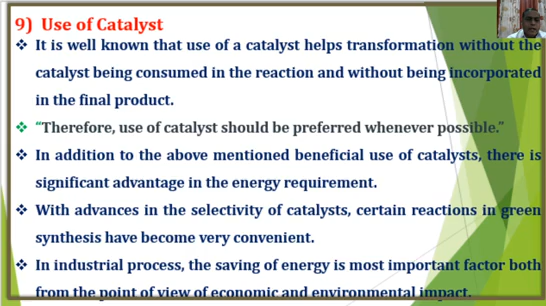 9) Use of Catalyst
❖ It is well known that use of a catalyst helps transformation without the
catalyst being consumed in the reaction and without being incorporated
in the final product.
❖ “Therefore, use of catalyst should be preferred whenever possible.”
❖ In addition to the above mentioned beneficial use of catalysts, there is
significant advantage in the energy requirement.
❖ With advances in the selectivity of catalysts, certain reactions in green
synthesis have become very convenient.
❖ In industrial process, the saving of energy is most important factor both
from the point of view of economic and environmental impact.